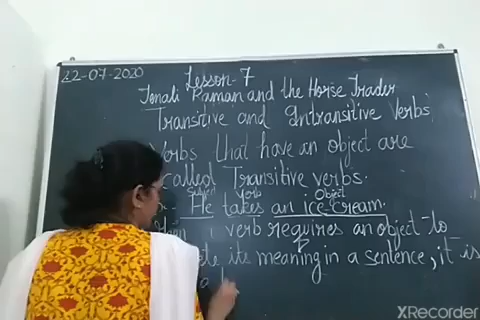 22-07-2020
Lesson-7
Tenali Raman and the Horse Trader
Transitive and Intransitive Verbs
Verbs that have an object are
called Transitive verbs.
Subject Verb Object
He takes an ice-cream.
verb requires an object to
its meaning in a sentence, it is
a
XRecorder